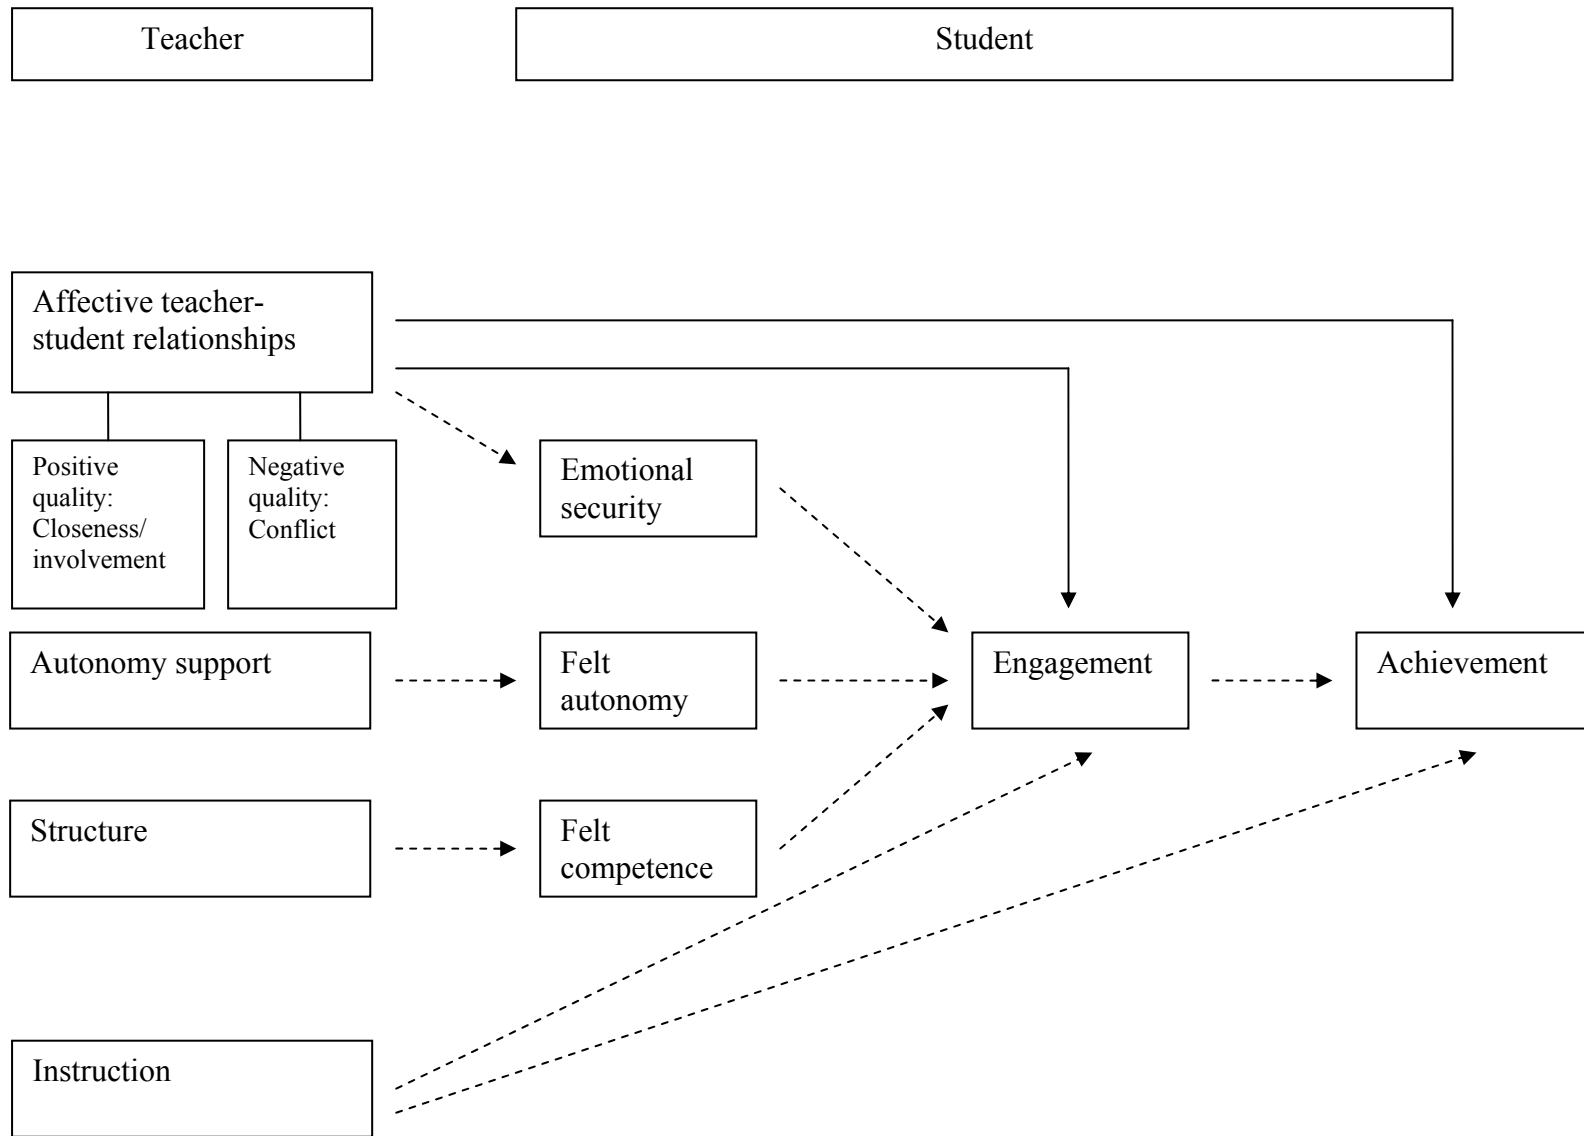 Teacher
Student
Affective teacher-
student relationships
Positive
quality:
Closeness/
involvement
Negative
quality:
Conflict
Emotional
security
Autonomy support
Felt
autonomy
Engagement
Achievement
Structure
Felt
competence
Instruction